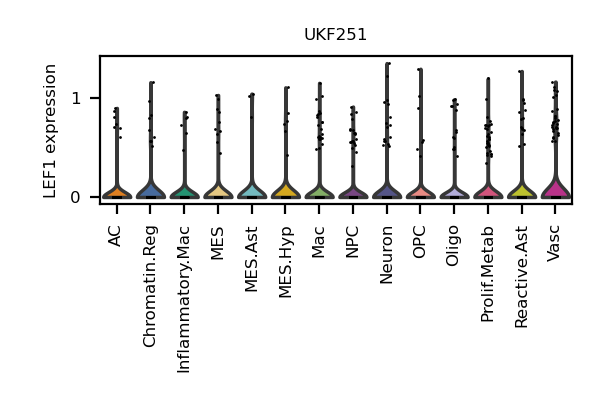 UKF251
LEF1 expression
1
0
AC
Chromatin.Reg
Inflammatory.Mac
MES
MES.Ast
MES.Hyp
Mac
NPC
Neuron
OPC
Oligo
Prolif.Metab
Reactive.Ast
Vasc